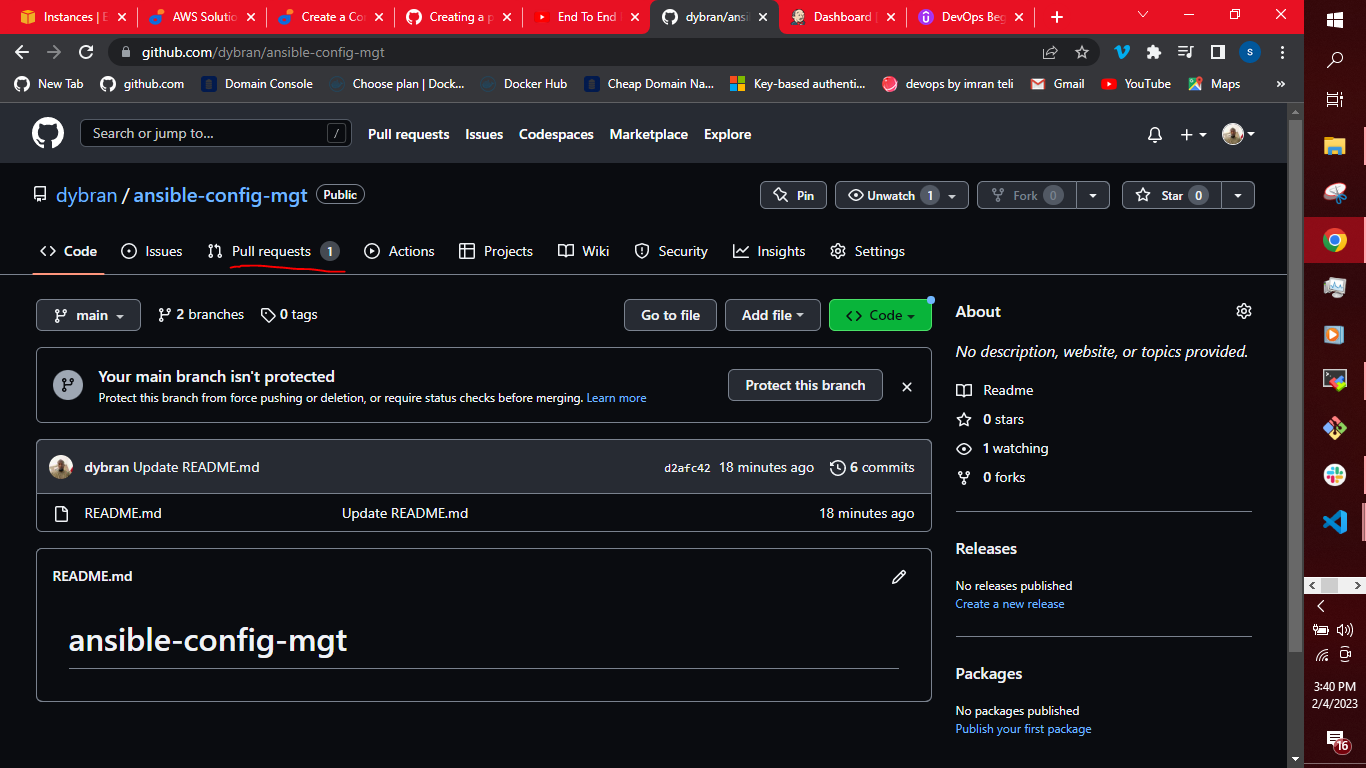 Instances | E
AWS Solutio
Create a Co
Creating a p
End To End
dybran/ansi
Dashboard |
DevOps Beg
github.com/dybran/ansible-config-mgt
s
New Tab
github.com
Domain Console
Choose plan | Dock...
Docker Hub
Cheap Domain Na...
Key-based authenti...
devops by imran teli
Gmail
YouTube
Maps
»
Search or jump to...
/
Pull requests
Issues
Codespaces
Marketplace
Explore
dybran / ansible-config-mgt
Public
Pin
Unwatch 1
Fork 0
Star 0
Code
Issues
Pull requests 1
Actions
Projects
Wiki
Security
Insights
Settings
main
2 branches
0 tags
Go to file
Add file
Code
Your main branch isn't protected
Protect this branch from force pushing or deletion, or require status checks before merging. Learn more
Protect this branch
dybran Update README.md
d2afc42 18 minutes ago
6 commits
README.md
Update README.md
18 minutes ago
README.md
ansible-config-mgt
About
No description, website, or topics provided.
Readme
0 stars
1 watching
0 forks
Releases
No releases published
Create a new release
Packages
No packages published
Publish your first package
3:40 PM
2/4/2023
16